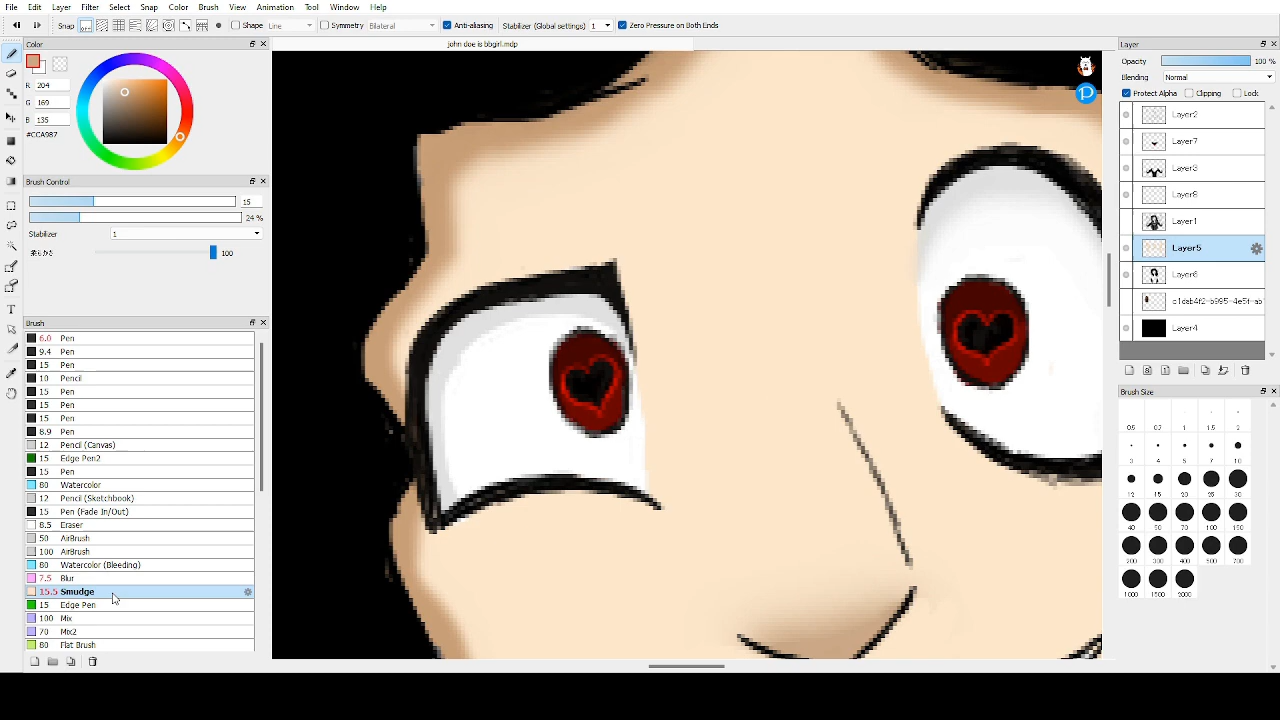 File Edit Layer Filter Select Snap Color Brush View Animation Tool Window Help
Snap Shape Line Symmetry Bilateral Anti-aliasing Stabilizer (Global settings) 1 Zero Pressure on Both Ends
Color
john doe is bbgirl.mdp
R 204
G 169
B 135
#CCA987
Brush Control
15
24 %
Stabilizer 1
100
Brush
6.0 Pen
9.4 Pen
15 Pen
10 Pencil
15 Pen
15 Pen
15 Pen
8.9 Pen
12 Pencil (Canvas)
15 Edge Pen2
15 Pen
80 Watercolor
12 Pencil (Sketchbook)
15 Pen (Fade In/Out)
8.5 Eraser
50 AirBrush
100 AirBrush
80 Watercolor (Bleeding)
7.5 Blur
15.5 Smudge
15 Edge Pen
100 Mix
70 Mix2
80 Flat Brush
Layer
Opacity 100 %
Blending Normal
Protect Alpha Clipping Lock
Layer2
Layer7
Layer3
Layer1
Layer5
Layer4
Brush Size
0.5 0.7 1 1.5 2
3 4 5 7 10
12 15 20 25 30
40 50 70 100 150
200 300 400 500 700
1000 1500 2000